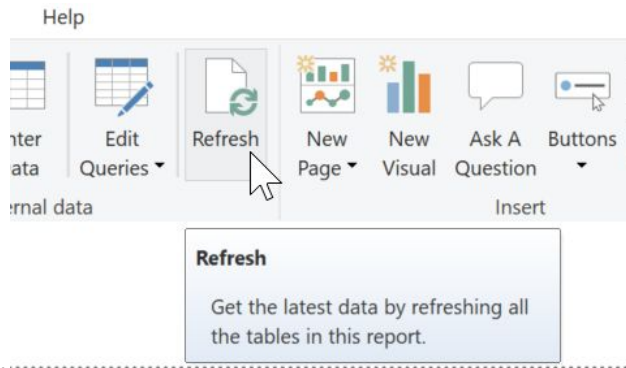 Help
nter
ata
Edit
Queries
Refresh
New
Page
New
Visual
Ask A
Question
Buttons
ernal data
Insert
Refresh
Get the latest data by refreshing all
the tables in this report.